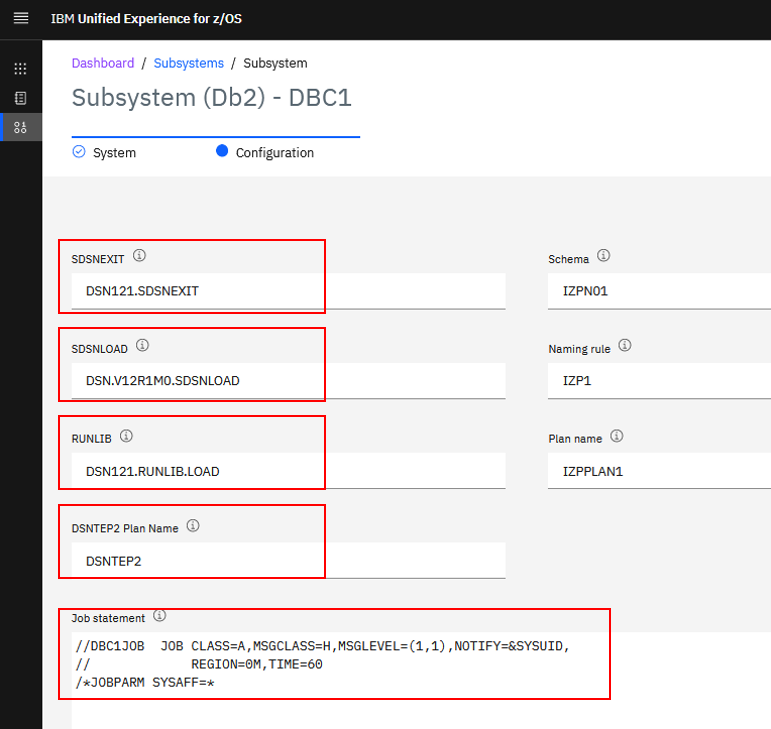 IBM Unified Experience for z/OS
Dashboard / Subsystems / Subsystem
Subsystem (Db2) - DBC1
System Configuration
SDSNEXIT Schema
DSN121.SDSNEXIT IZPN01
SDSNLOAD Naming rule
DSN.V12R1M0.SDSNLOAD IZP1
RUNLIB Plan name
DSN121.RUNLIB.LOAD IZPPLAN1
DSNTEP2 Plan Name
DSNTEP2
Job statement
//DBC1JOB  JOB CLASS=A,MSGCLASS=H,MSGLEVEL=(1,1),NOTIFY=&SYSUID,
//             REGION=0M,TIME=60
/*JOBPARM SYSAFF=*